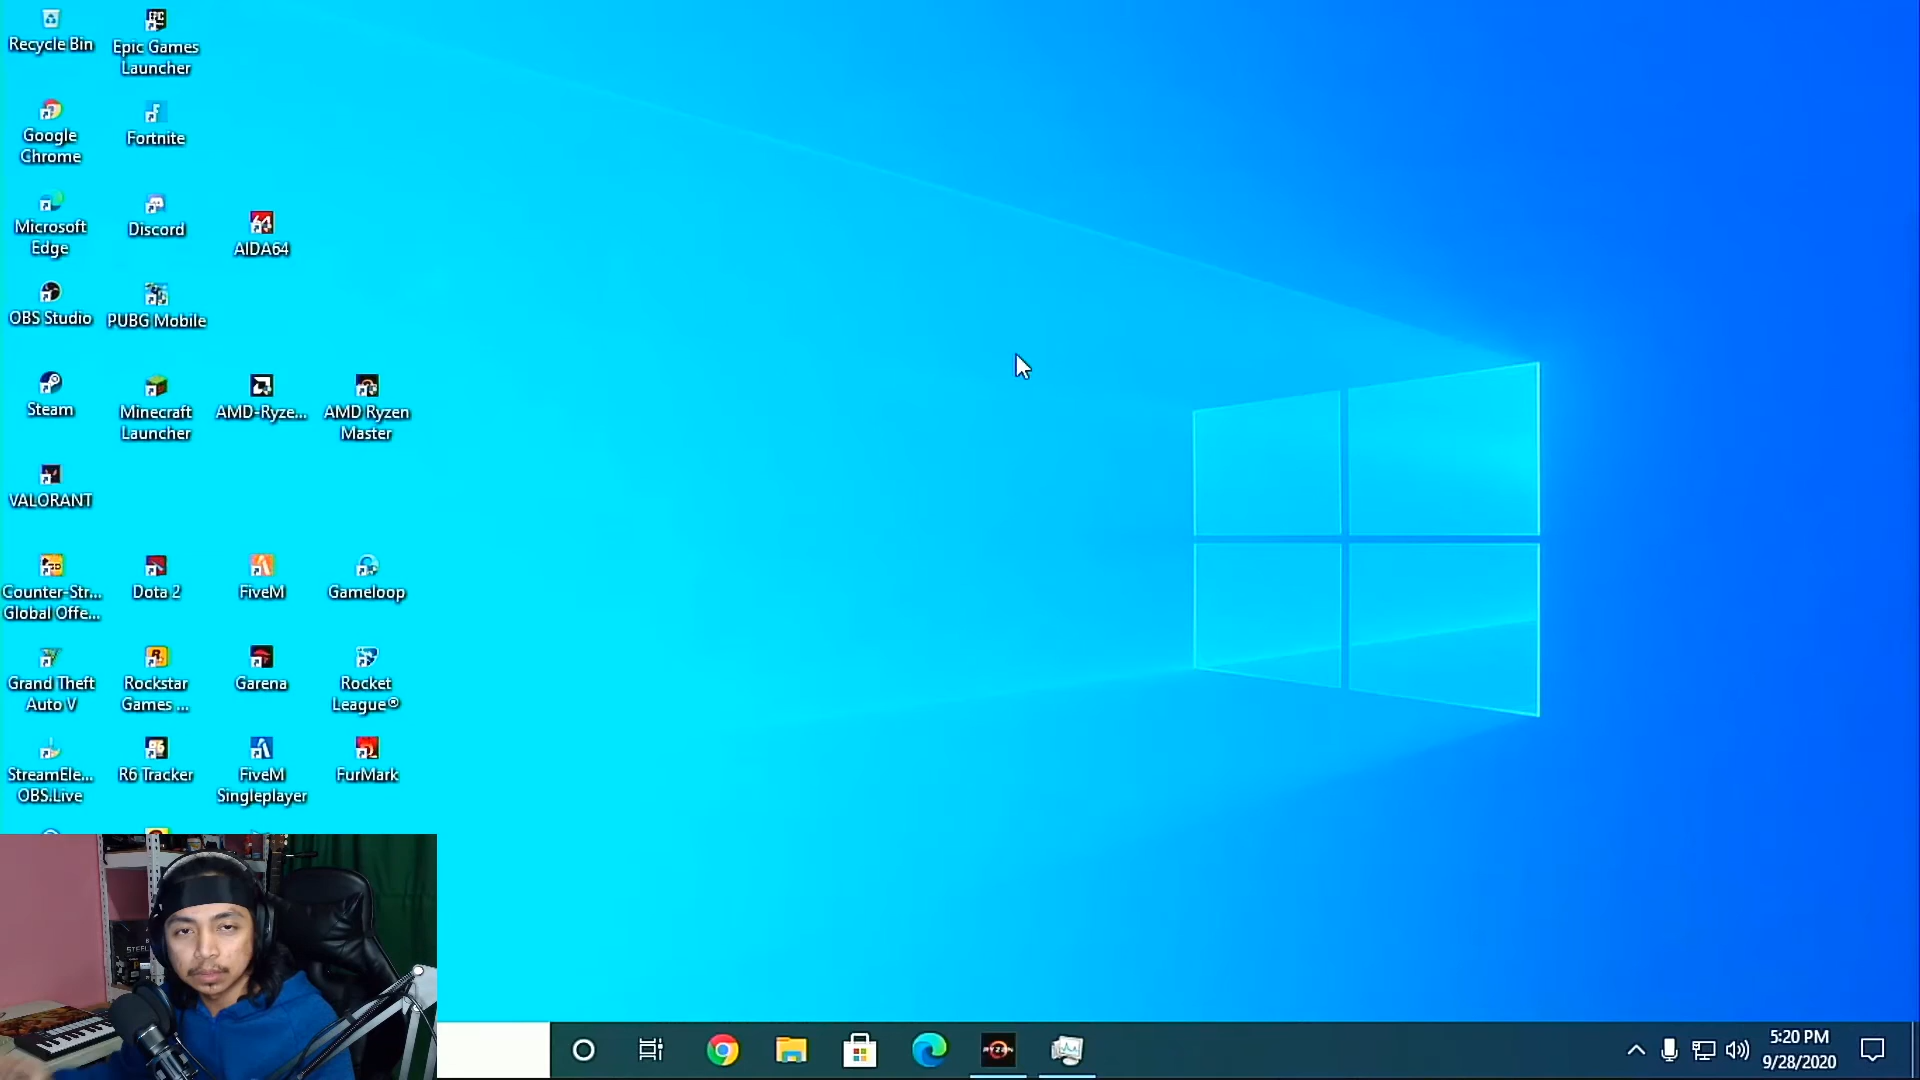 Recycle Bin
Epic Games
Launcher
Google
Chrome
Fortnite
Microsoft
Edge
Discord
AIDA64
OBS Studio
PUBG Mobile
Steam
Minecraft
Launcher
AMD-Ryze...
AMD Ryzen
Master
VALORANT
Counter-Str...
Global Offe...
Dota 2
FiveM
Gameloop
Grand Theft
Auto V
Rockstar
Games ...
Garena
Rocket
League®
StreamEle...
OBS.Live
R6 Tracker
FiveM
Singleplayer
FurMark
RYZEN
5:20 PM
9/28/2020